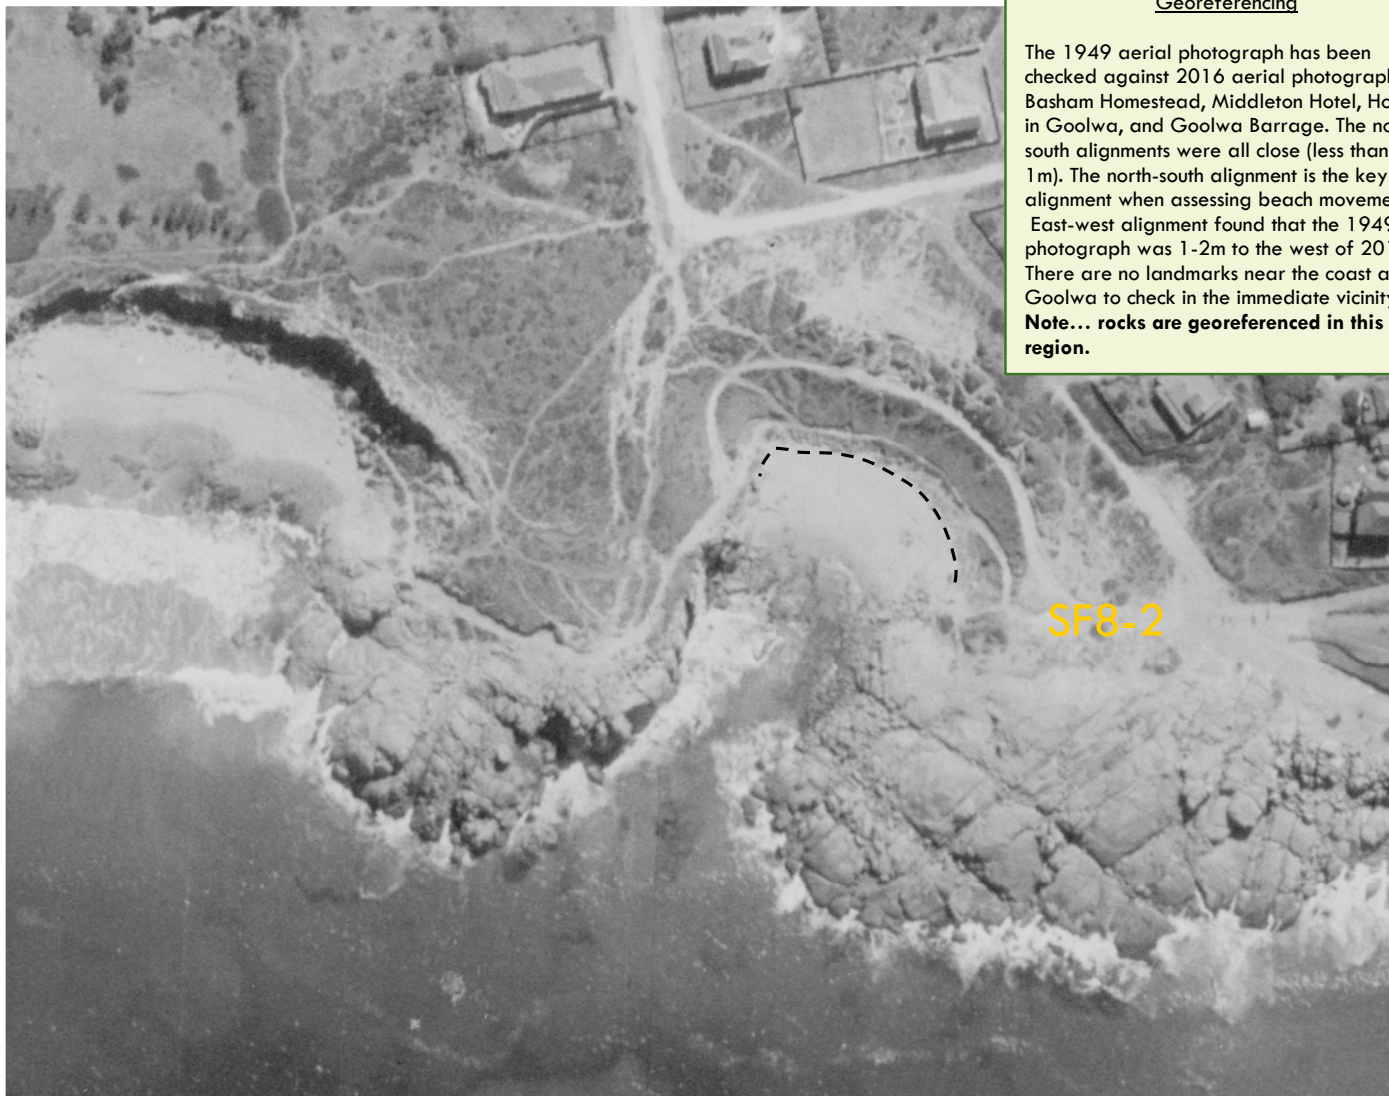 Georeferencing
The 1949 aerial photograph has been
checked against 2016 aerial photograph
Basham Homestead, Middleton Hotel,
in Goolwa, and Goolwa Barrage. The
south alignments were all close (less than
1m). The north-south alignment is the key
alignment when assessing beach
East-west alignment found that the 1949
photograph was 1-2m to the west of
There are no landmarks near the coast
Goolwa to check in the immediate vicinity
Note... rocks are georeferenced in this
region.
SF8-2